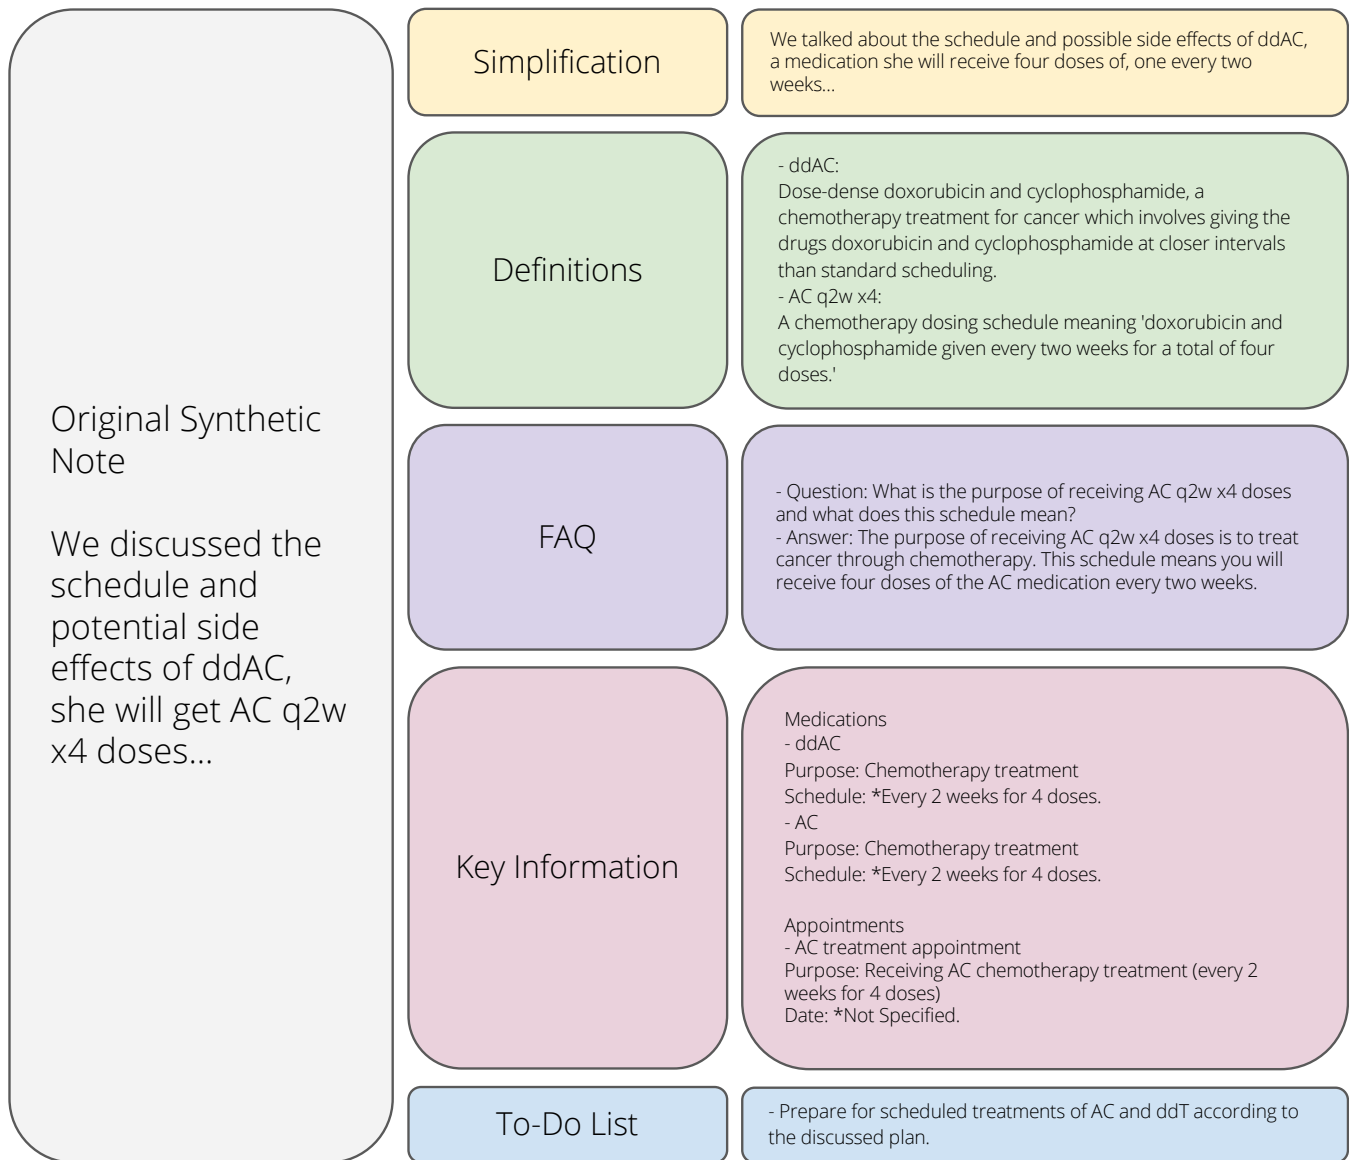 Original Synthetic
Note
We discussed the
schedule and
potential side
effects of ddAC,
she will get AC q2w
x4 doses...
Simplification
We talked about the schedule and possible side effects of ddAC,
a medication she will receive four doses of, one every two
weeks...
Definitions
- ddAC:
Dose-dense doxorubicin and cyclophosphamide, a
chemotherapy treatment for cancer which involves giving the
drugs doxorubicin and cyclophosphamide at closer intervals
than standard scheduling.
- AC q2w x4:
A chemotherapy dosing schedule meaning 'doxorubicin and
cyclophosphamide given every two weeks for a total of four
doses.'
FAQ
- Question: What is the purpose of receiving AC q2w x4 doses
and what does this schedule mean?
- Answer: The purpose of receiving AC q2w x4 doses is to treat
cancer through chemotherapy. This schedule means you will
receive four doses of the AC medication every two weeks.
Key Information
Medications
- ddAC
Purpose: Chemotherapy treatment
Schedule: *Every 2 weeks for 4 doses.
- AC
Purpose: Chemotherapy treatment
Schedule: *Every 2 weeks for 4 doses.
Appointments
- AC treatment appointment
Purpose: Receiving AC chemotherapy treatment (every 2
weeks for 4 doses)
Date: *Not Specified.
To-Do List
- Prepare for scheduled treatments of AC and ddT according to
the discussed plan.